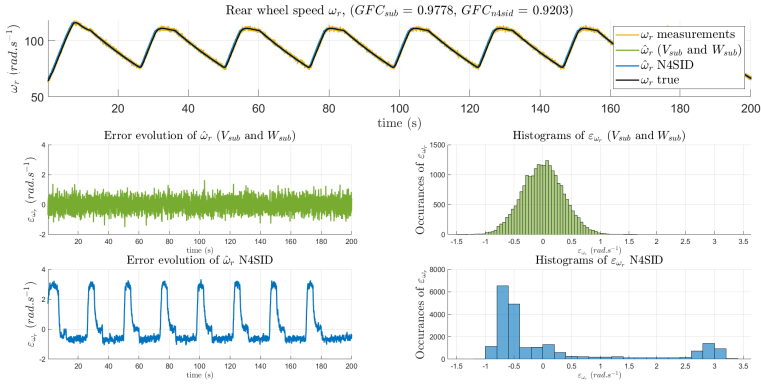 Rear wheel speed ω_r, (GFC_sub = 0.9778, GFC_n4sid = 0.9203)
ω_r (rad.s⁻¹)
100
50
ω_r measurements
ω̂_r (V_sub and W_sub)
ω̂_r N4SID
ω_r true
20 40 60 80 100 120 140 160 180 200
time (s)
Error evolution of ω̂_r (V_sub and W_sub)
ε_ω_r (rad.s⁻¹)
4
2
0
-2
20 40 60 80 100 120 140 160 180 200
time (s)
Histograms of ε_ω_r (V_sub and W_sub)
Occurances of ε_ω_r
1500
1000
500
0
-1.5 -1 -0.5 0 0.5 1 1.5 2 2.5 3 3.5
ε_ω_r (rad.s⁻¹)
Error evolution of ω̂_r N4SID
ε_ω_r (rad.s⁻¹)
4
2
0
-2
20 40 60 80 100 120 140 160 180 200
time (s)
Histograms of ε_ω_r N4SID
Occurances of ε_ω_r
8000
6000
4000
2000
0
-1.5 -1 -0.5 0 0.5 1 1.5 2 2.5 3 3.5
ε_ω_r (rad.s⁻¹)